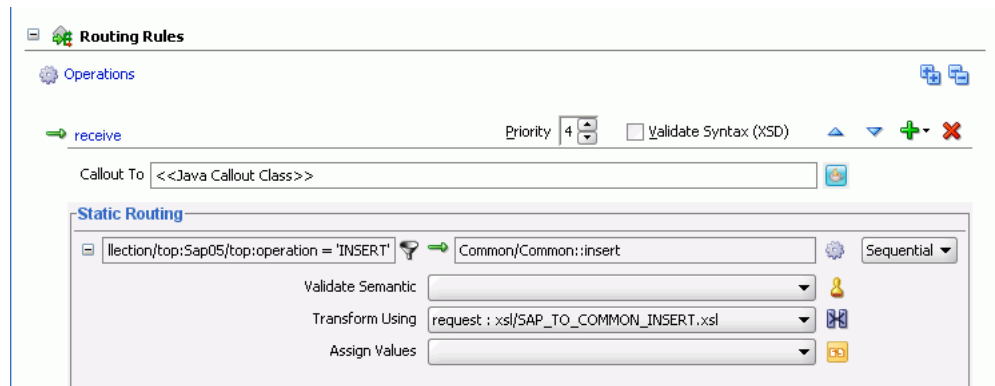 Routing Rules
Operations
receive Priority 4 Validate Syntax (XSD)
Callout To <<Java Callout Class>>
Static Routing
llection/top:Sap05/top:operation = 'INSERT' Common/Common::insert Sequential
Validate Semantic
Transform Using request : xsl/SAP_TO_COMMON_INSERT.xsl
Assign Values